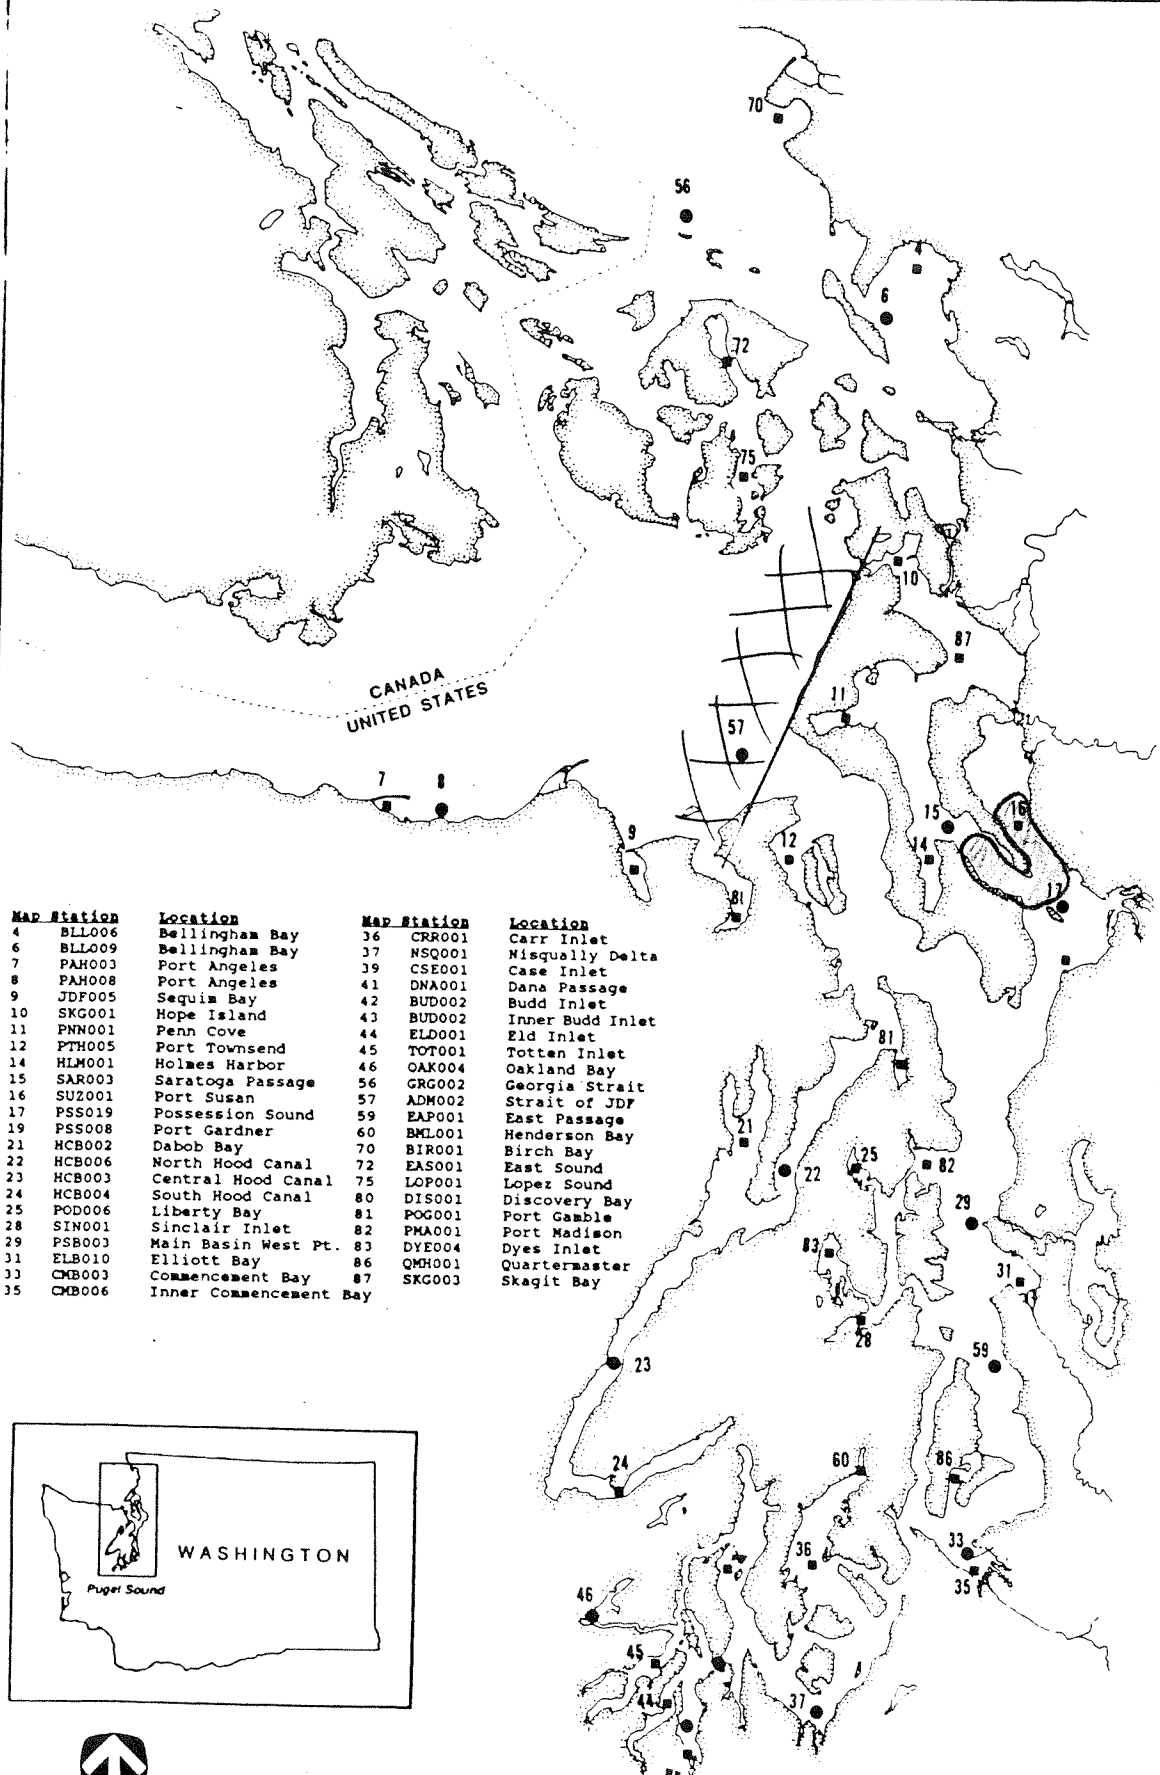 70
56
4
6
72
75
10
87
CANADA
UNITED STATES
11
57
7
8
15
16
9
12
14
17
81
Map Station Location Map Station Location
4 BLL006 Bellingham Bay 36 CRR001 Carr Inlet
6 BLL009 Bellingham Bay 37 NSQ001 Nisqually Delta
7 PAH003 Port Angeles 39 CSE001 Case Inlet
8 PAH008 Port Angeles 41 DNA001 Dana Passage
9 JDF005 Sequim Bay 42 BUD002 Budd Inlet
10 SKG001 Hope Island 43 BUD002 Inner Budd Inlet
11 PNN001 Penn Cove 44 ELD001 Eld Inlet
12 PTH005 Port Townsend 45 TOT001 Totten Inlet
14 HLM001 Holmes Harbor 46 OAK004 Oakland Bay
15 SAR003 Saratoga Passage 56 GRG002 Georgia Strait
16 SUZ001 Port Susan 57 ADM002 Strait of JDF
17 PSS019 Possession Sound 59 EAP001 East Passage
19 PSS008 Port Gardner 60 BML001 Henderson Bay
21 HCB002 Dabob Bay 70 BIR001 Birch Bay
22 HCB006 North Hood Canal 72 EAS001 East Sound
23 HCB003 Central Hood Canal 75 LOP001 Lopez Sound
24 HCB004 South Hood Canal 80 DIS001 Discovery Bay
25 POD006 Liberty Bay 81 POG001 Port Gamble
28 SIN001 Sinclair Inlet 82 PMA001 Port Madison
29 PSB003 Main Basin West Pt. 83 DYE004 Dyes Inlet
31 ELB010 Elliott Bay 86 QMH001 Quartermaster
33 CMB003 Commencement Bay 87 SKG003 Skagit Bay
35 CMB006 Inner Commencement Bay
81
21
22
25
82
29
83
31
28
23
59
24
60
86
WASHINGTON
Puget Sound
36
33
35
46
45
44
37